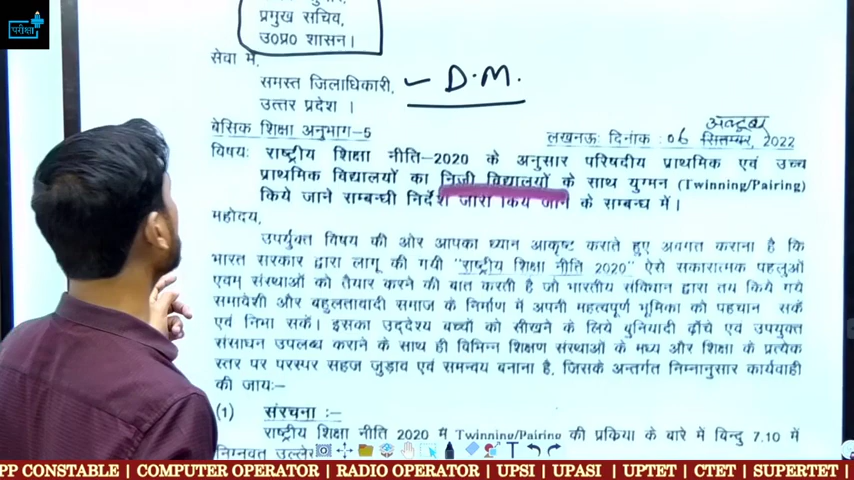 परीक्षा
प्रमुख सचिव,
उ०प्र० शासन।
सेवा में,
समस्त जिलाधिकारी, – D.M.
उत्तर प्रदेश ।
अक्टूबर
बेसिक शिक्षा अनुभाग-5 लखनऊः दिनांक : 06 सितम्बर, 2022
विषयः राष्ट्रीय शिक्षा नीति-2020 के अनुसार परिषदीय प्राथमिक एवं उच्च
प्राथमिक विद्यालयों का निजी विद्यालयों के साथ युग्मन (Twinning/Pairing)
किये जाने सम्बन्धी निर्देश जारी किये जाने के सम्बन्ध में।
महोदय,
उपर्युक्त विषय की ओर आपका ध्यान आकृष्ट कराते हुए अवगत कराना है कि
भारत सरकार द्वारा लागू की गयी "राष्ट्रीय शिक्षा नीति 2020" ऐसे सकारात्मक पहलुओं
एवम् संस्थाओं को तैयार करने की बात करती है जो भारतीय संविधान द्वारा तय किये गये
समावेशी और बहुलतावादी समाज के निर्माण में अपनी महत्वपूर्ण भूमिका को पहचान सकें
एवं निभा सकें। इसका उद्देश्य बच्चों को सीखने के लिये बुनियादी ढाँचे एवं उपयुक्त
संसाधन उपलब्ध कराने के साथ ही विभिन्न शिक्षण संस्थाओं के मध्य और शिक्षा के प्रत्येक
स्तर पर परस्पर सहज जुड़ाव एवं समन्वय बनाना है, जिसके अन्तर्गत निम्नानुसार कार्यवाही
की जायः-
(1) संरचना :-
राष्ट्रीय शिक्षा नीति 2020 में Twinning/Pairing की प्रकिया के बारे में बिन्दु 7.10 में
निम्नवत् उल्लेर
PP CONSTABLE | COMPUTER OPERATOR | RADIO OPERATOR | UPSI | UPASI | UPTET | CTET | SUPERTET |